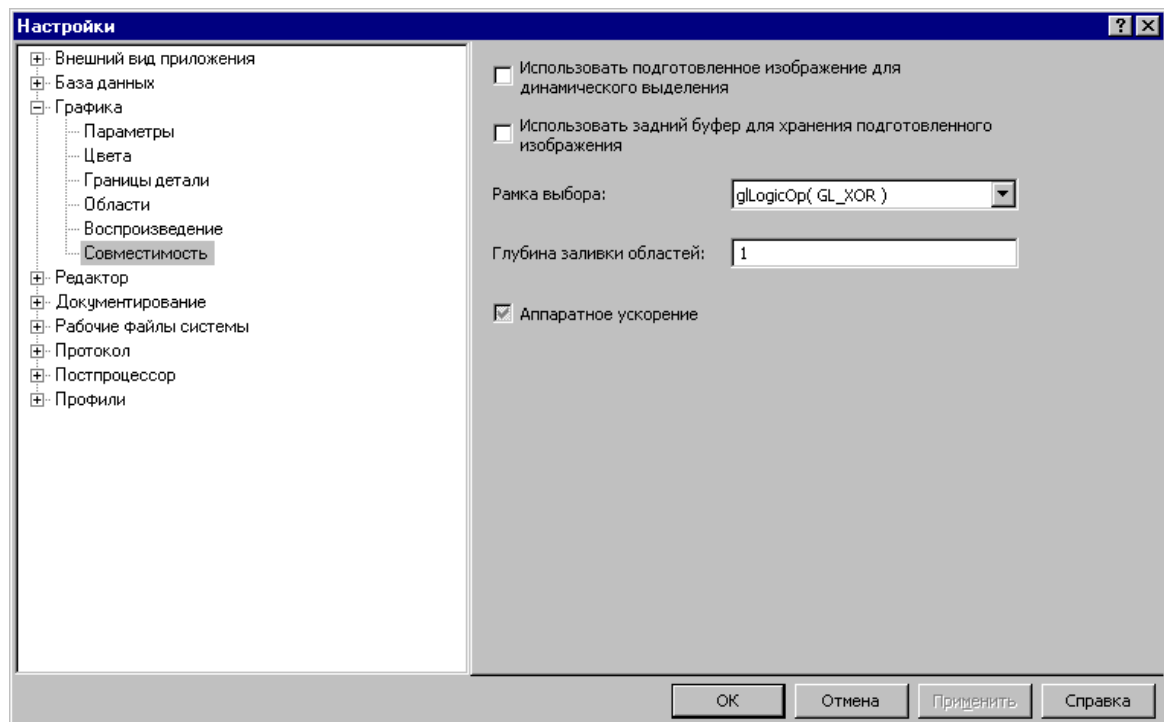 Настройки
Внешний вид приложения
База данных
Графика
Параметры
Цвета
Границы детали
Области
Воспроизведение
Совместимость
Редактор
Документирование
Рабочие файлы системы
Протокол
Постпроцессор
Профили
Использовать подготовленное изображение для
динамического выделения
Использовать задний буфер для хранения подготовленного
изображения
Рамка выбора: glLogicOp( GL_XOR )
Глубина заливки областей: 1
Аппаратное ускорение
ОК Отмена Применить Справка